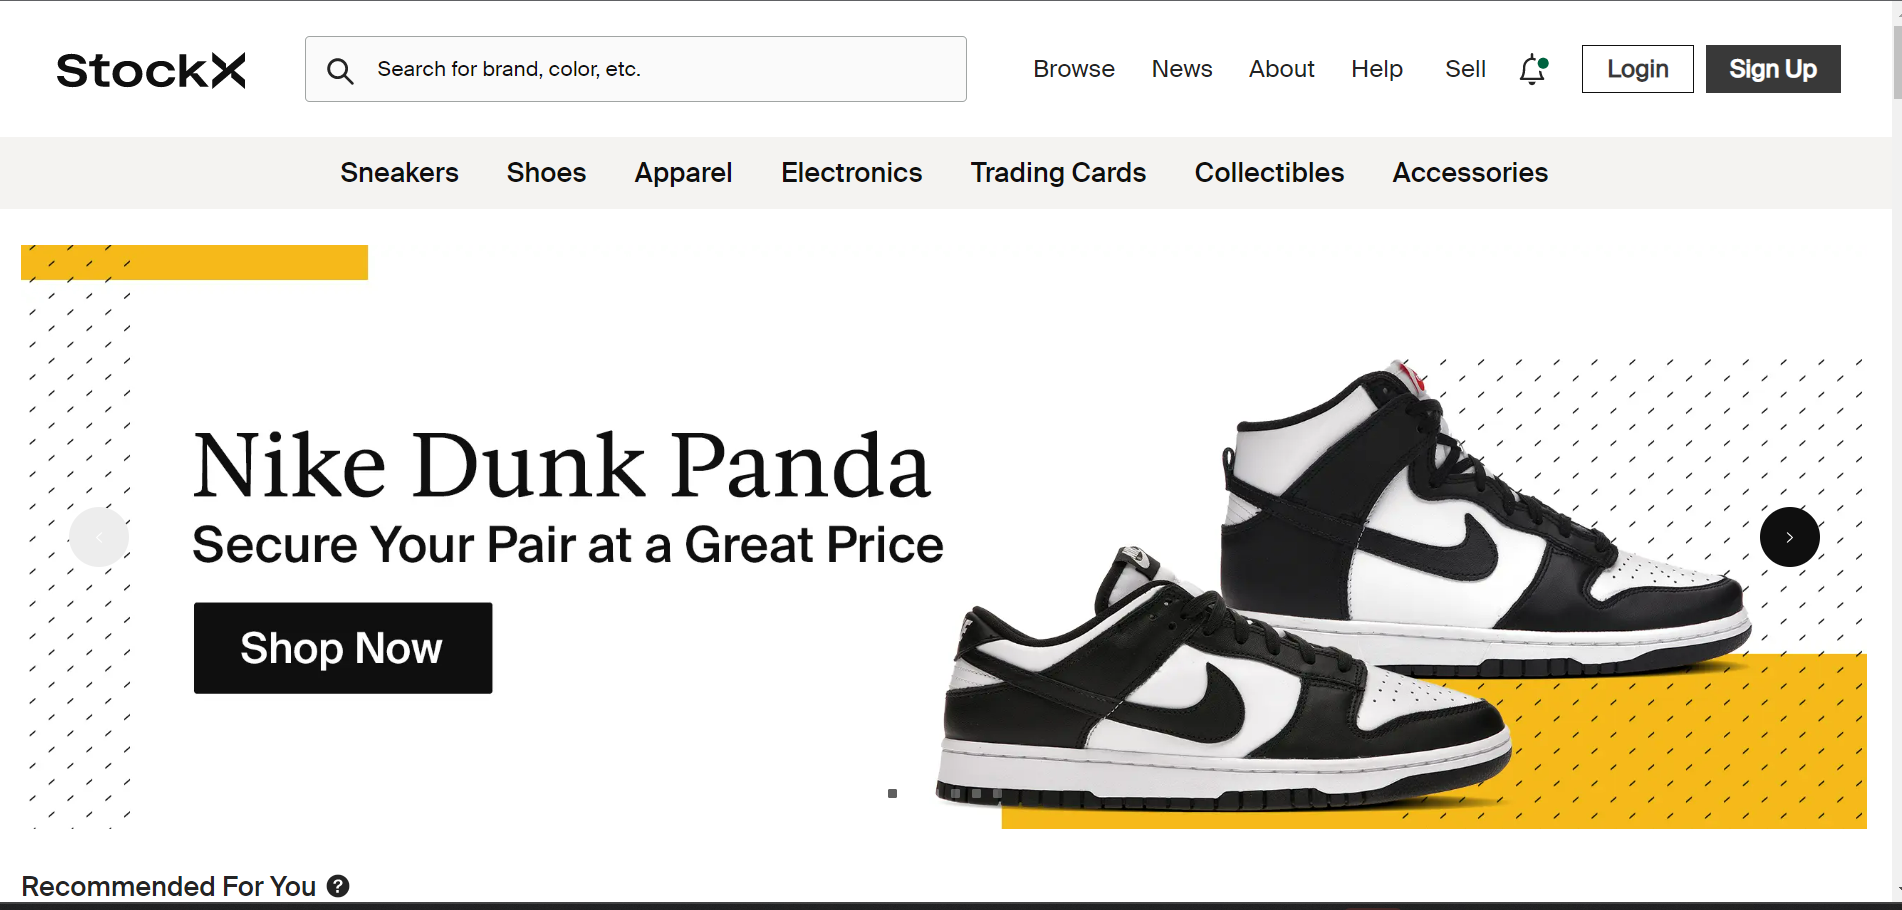 StockX
Search for brand, color, etc.
Browse News About Help Sell Login Sign Up
Sneakers Shoes Apparel Electronics Trading Cards Collectibles Accessories
Nike Dunk Panda
Secure Your Pair at a Great Price
Shop Now
Recommended For You ?